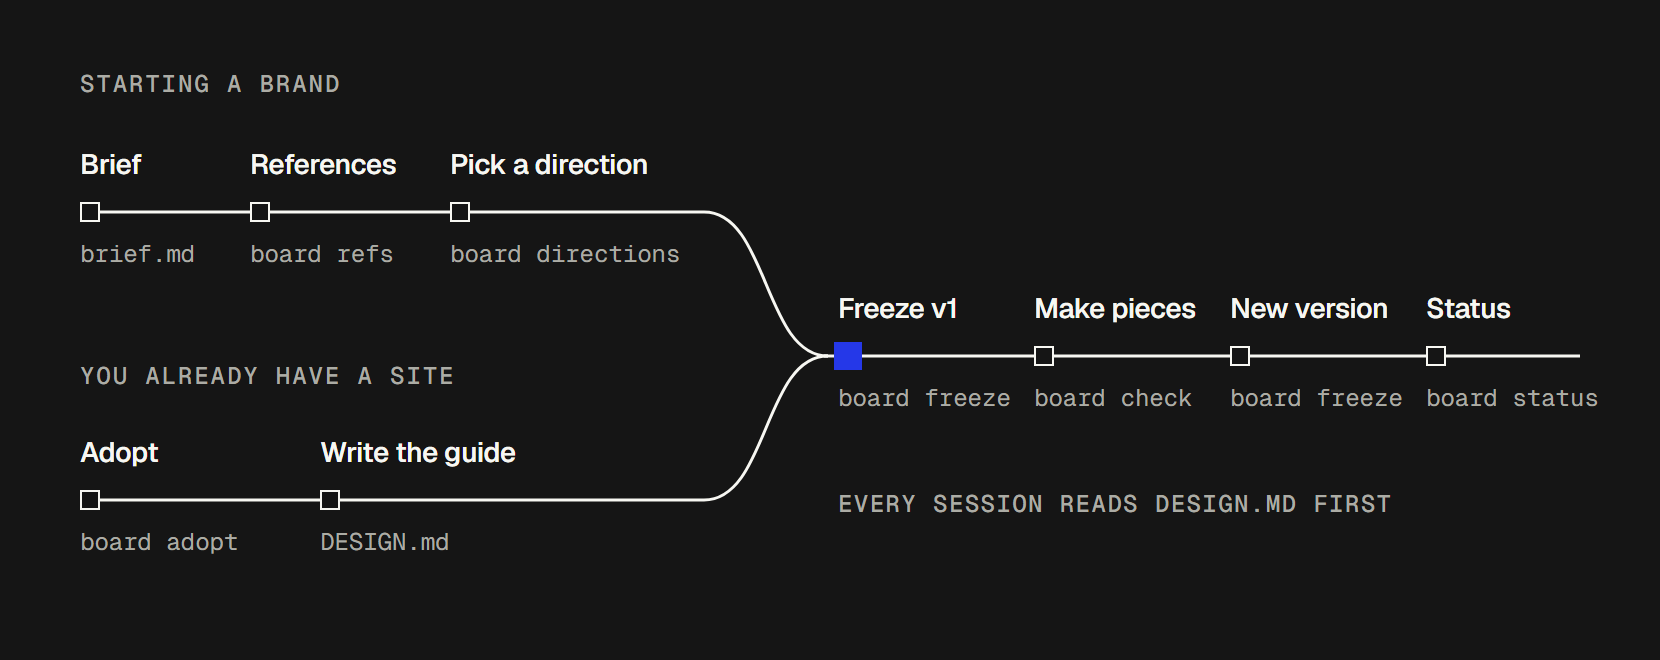 STARTING A BRAND
Brief
References
Pick a direction
brief.md
board refs
board directions
YOU ALREADY HAVE A SITE
Adopt
Write the guide
board adopt
DESIGN.md
Freeze v1
Make pieces
New version
Status
board freeze
board check
board freeze
board status
EVERY SESSION READS DESIGN.MD FIRST